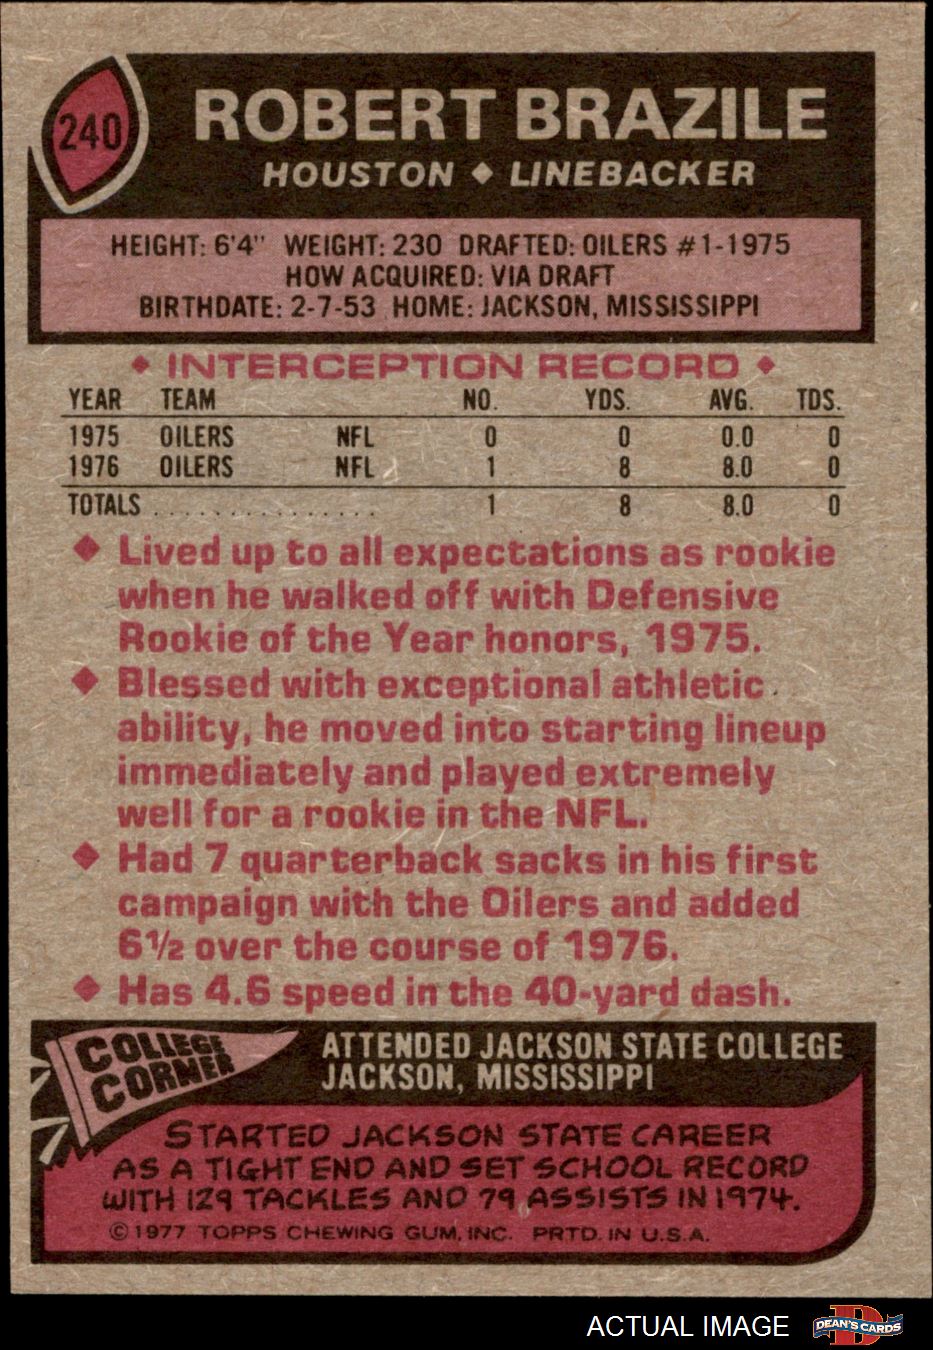 240
ROBERT BRAZILE
HOUSTON ♦ LINEBACKER
HEIGHT: 6'4" WEIGHT: 230 DRAFTED: OILERS #1-1975
HOW ACQUIRED: VIA DRAFT
BIRTHDATE: 2-7-53 HOME: JACKSON, MISSISSIPPI
♦ INTERCEPTION RECORD ♦
YEAR TEAM NO. YDS. AVG. TDS.
1975 OILERS NFL 0 0 0.0 0
1976 OILERS NFL 1 8 8.0 0
TOTALS . . . . . . . . . . . . . . . 1 8 8.0 0
♦ Lived up to all expectations as rookie
when he walked off with Defensive
Rookie of the Year honors, 1975.
♦ Blessed with exceptional athletic
ability, he moved into starting lineup
immediately and played extremely
well for a rookie in the NFL.
♦ Had 7 quarterback sacks in his first
campaign with the Oilers and added
6½ over the course of 1976.
♦ Has 4.6 speed in the 40-yard dash.
COLLEGE
CORNER
ATTENDED JACKSON STATE COLLEGE
JACKSON, MISSISSIPPI
STARTED JACKSON STATE CAREER
AS A TIGHT END AND SET SCHOOL RECORD
WITH 129 TACKLES AND 79 ASSISTS IN 1974.
©1977 TOPPS CHEWING GUM, INC. PRTD. IN U.S.A.
ACTUAL IMAGE
D
DEAN'S CARDS